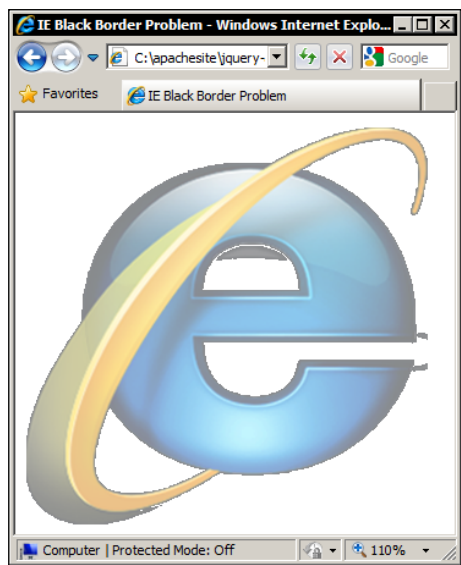 IE Black Border Problem - Windows Internet Explo...
C:\apachesite\jquery-
Google
Favorites
IE Black Border Problem
Computer | Protected Mode: Off
110%